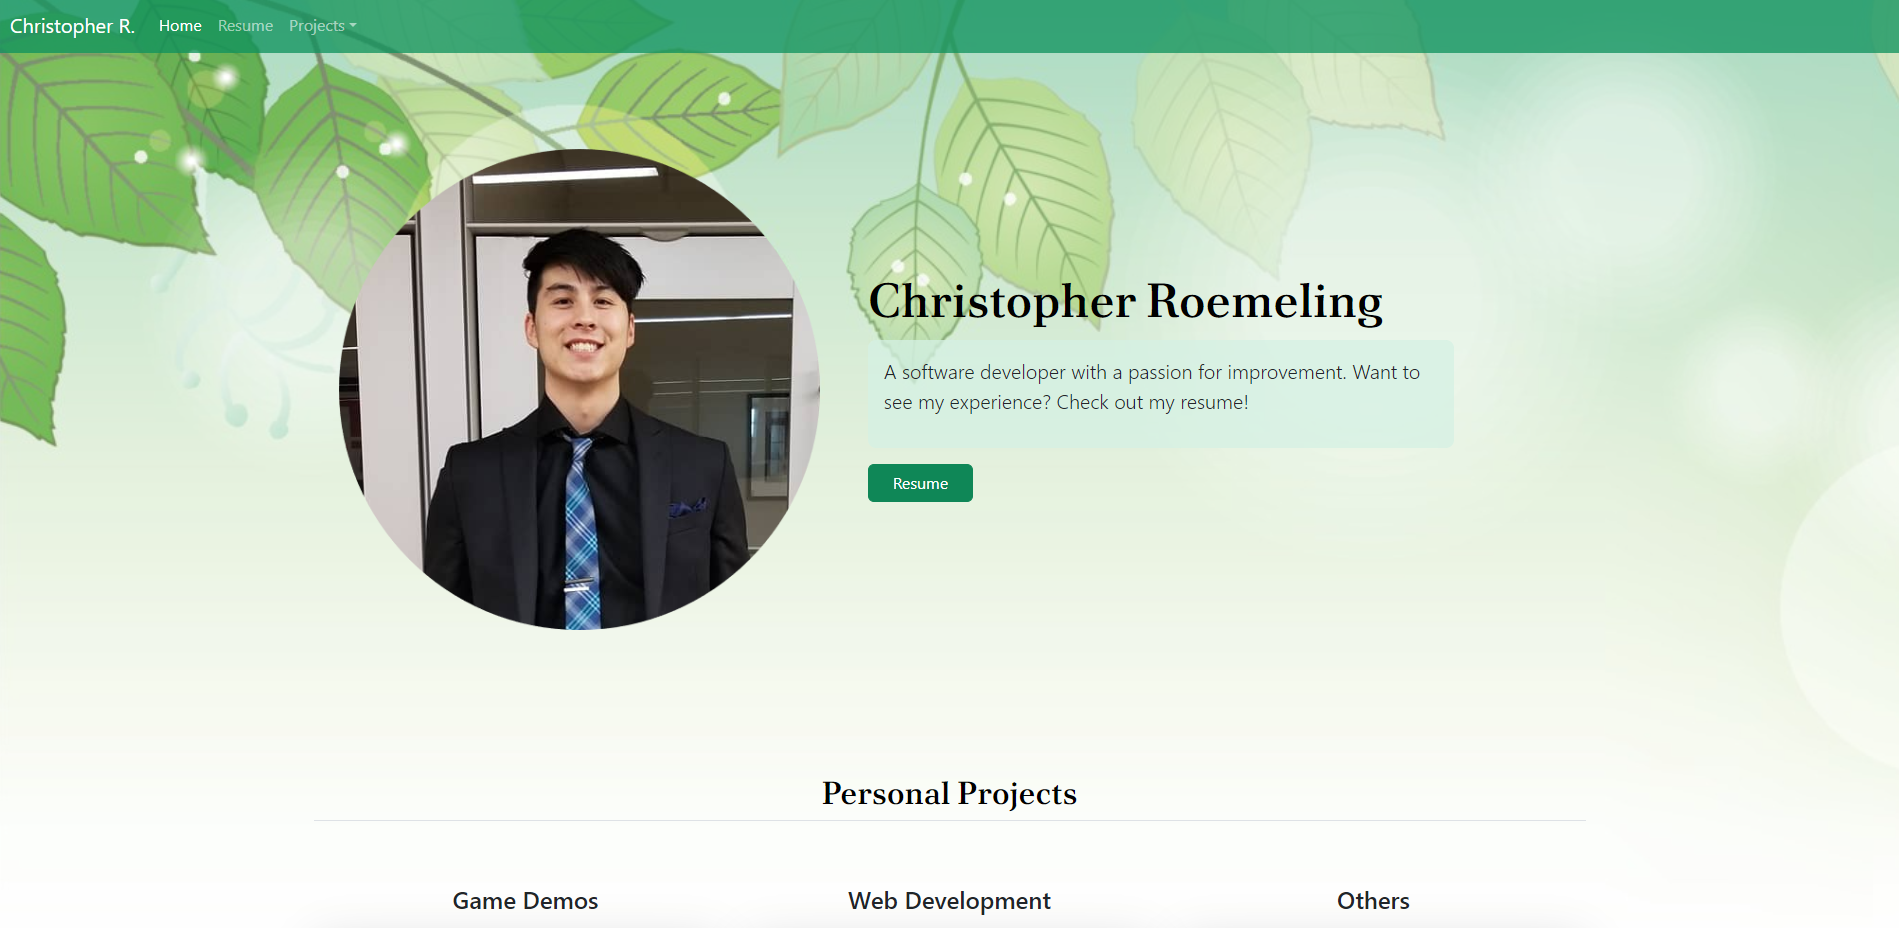 Christopher R. Home Resume Projects
Christopher Roemeling
A software developer with a passion for improvement. Want to
see my experience? Check out my resume!
Resume
Personal Projects
Game Demos Web Development Others